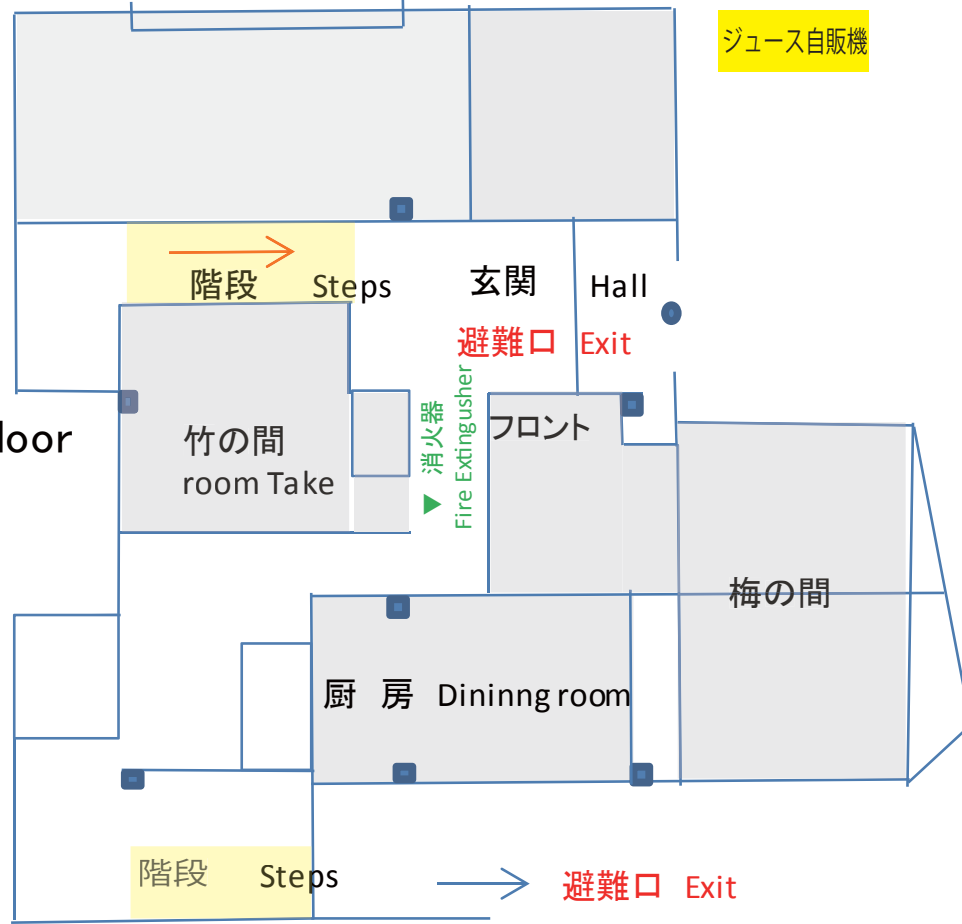 ジュース自販機
階段 Steps
玄関 Hall
避難口 Exit
消火器
Fire Extingusher
フロント
loor
竹の間
room Take
梅の間
厨 房 Dininng room
階段 Steps
避難口 Exit